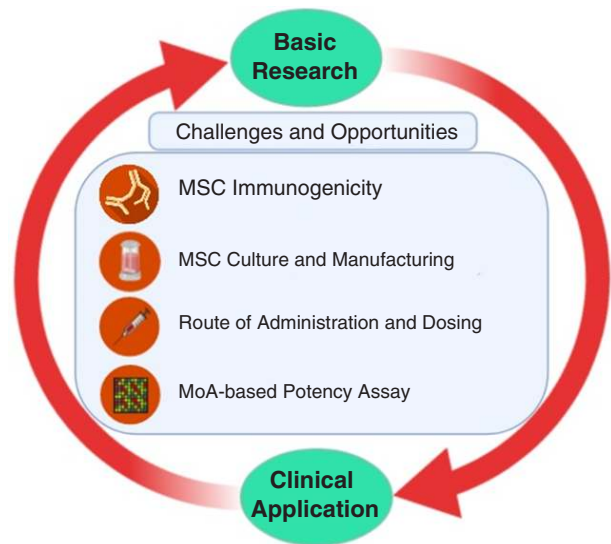 Basic
Research
Challenges and Opportunities
MSC Immunogenicity
MSC Culture and Manufacturing
Route of Administration and Dosing
MoA-based Potency Assay
Clinical
Application